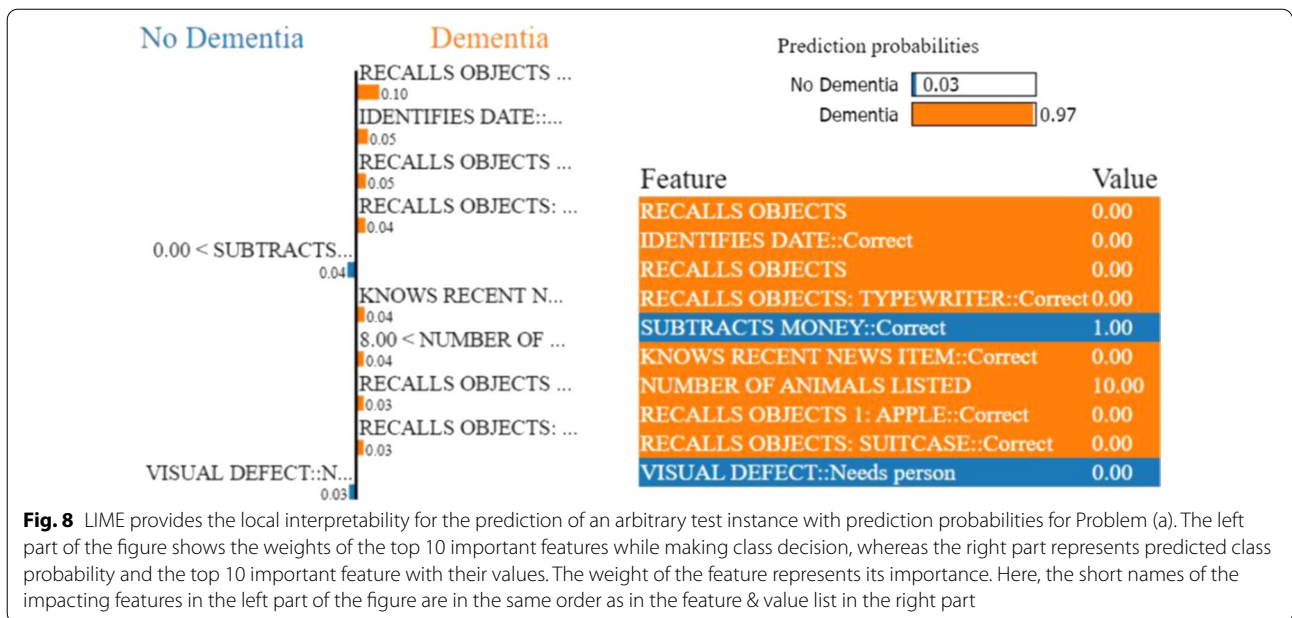 No Dementia
Dementia
RECALLS OBJECTS ...
0.10
IDENTIFIES DATE::...
0.05
RECALLS OBJECTS ...
0.05
RECALLS OBJECTS: ...
0.04
0.00 < SUBTRACTS...
0.04
KNOWS RECENT N...
0.04
8.00 < NUMBER OF ...
0.04
RECALLS OBJECTS ...
0.03
RECALLS OBJECTS: ...
0.03
VISUAL DEFECT::N...
0.03
Prediction probabilities
No Dementia 0.03
Dementia 0.97
Feature Value
RECALLS OBJECTS 0.00
IDENTIFIES DATE::Correct 0.00
RECALLS OBJECTS 0.00
RECALLS OBJECTS: TYPEWRITER::Correct 0.00
SUBTRACTS MONEY::Correct 1.00
KNOWS RECENT NEWS ITEM::Correct 0.00
NUMBER OF ANIMALS LISTED 10.00
RECALLS OBJECTS 1: APPLE::Correct 0.00
RECALLS OBJECTS: SUITCASE::Correct 0.00
VISUAL DEFECT::Needs person 0.00
Fig. 8 LIME provides the local interpretability for the prediction of an arbitrary test instance with prediction probabilities for Problem (a). The left
part of the figure shows the weights of the top 10 important features while making class decision, whereas the right part represents predicted class
probability and the top 10 important feature with their values. The weight of the feature represents its importance. Here, the short names of the
impacting features in the left part of the figure are in the same order as in the feature & value list in the right part